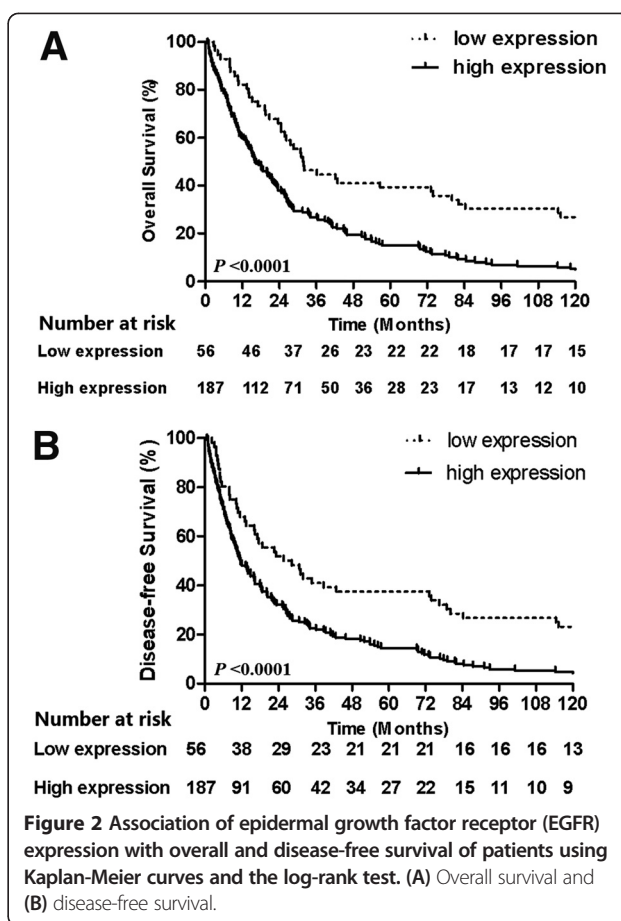 A
low expression
high expression
Overall Survival (%)
100
80
60
40
20
0
P <0.0001
0 12 24 36 48 60 72 84 96 108 120
Time (Months)
Number at risk
Low expression 56 46 37 26 23 22 22 18 17 17 15
High expression 187 112 71 50 36 28 23 17 13 12 10
B
low expression
high expression
Disease-free Survival (%)
100
80
60
40
20
0
P <0.0001
0 12 24 36 48 60 72 84 96 108 120
Time (Months)
Number at risk
Low expression 56 38 29 23 21 21 21 16 16 16 13
High expression 187 91 60 42 34 27 22 15 11 10 9
Figure 2 Association of epidermal growth factor receptor (EGFR)
expression with overall and disease-free survival of patients using
Kaplan-Meier curves and the log-rank test. (A) Overall survival and
(B) disease-free survival.